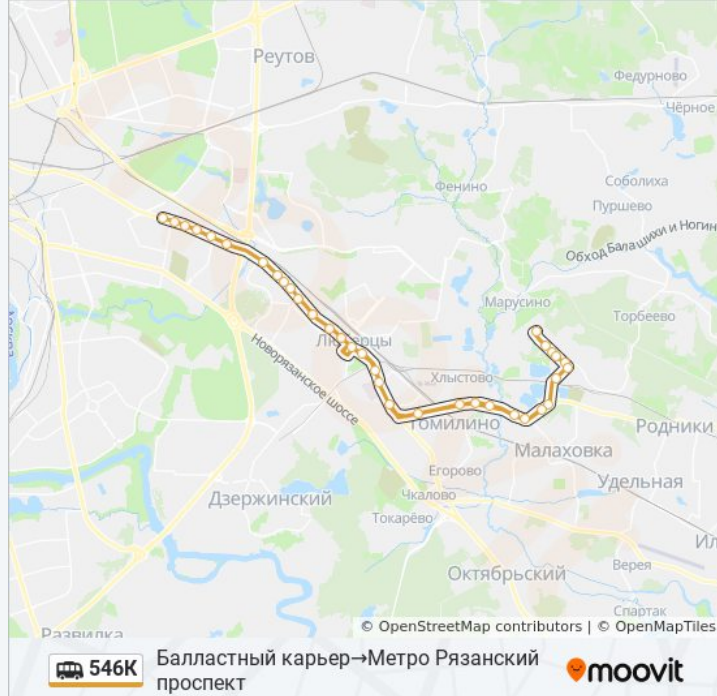 Реутов
Федурново
Чёрное
Фенино
Соболиха
Пуршево
Обход Балашихи и Ногин
Марусино
Торбеево
Люберцы
Новорязанское шоссе
Хлыстово
Томилино
Родники
Малаховка
Егорово
Удельная
Дзержинский
Чкалово
Токарёво
Ил
Верея
Октябрьский
Спартак
© OpenStreetMap contributors | © OpenMapTiles
Развилка
546К
Балластный карьер→Метро Рязанский
проспект
moovit